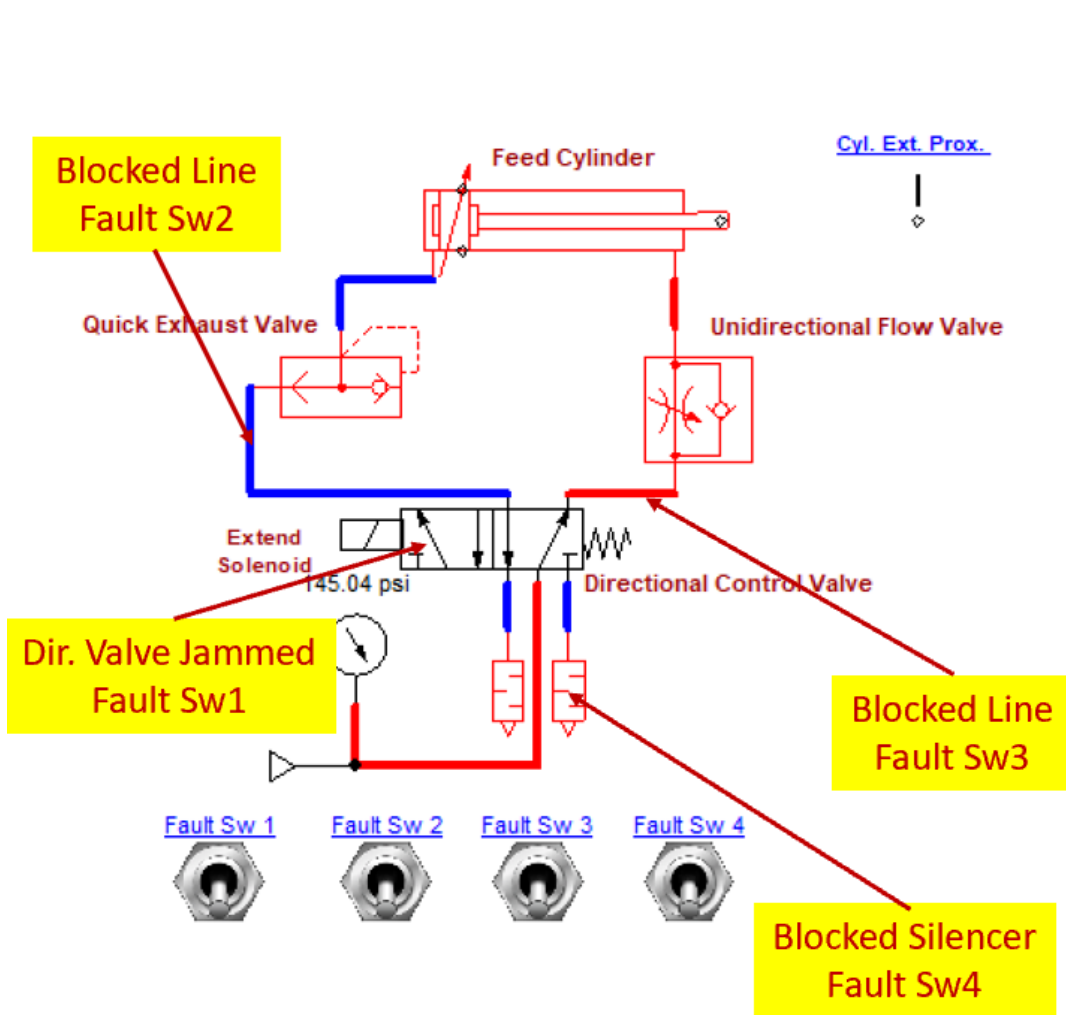 Feed Cylinder
Cyl. Ext. Prox.
Blocked Line
Fault Sw2
Quick Exhaust Valve
Unidirectional Flow Valve
Extend
Solenoid
145.04 psi
Directional Control Valve
Dir. Valve Jammed
Fault Sw1
Blocked Line
Fault Sw3
Fault Sw 1
Fault Sw 2
Fault Sw 3
Fault Sw 4
Blocked Silencer
Fault Sw4